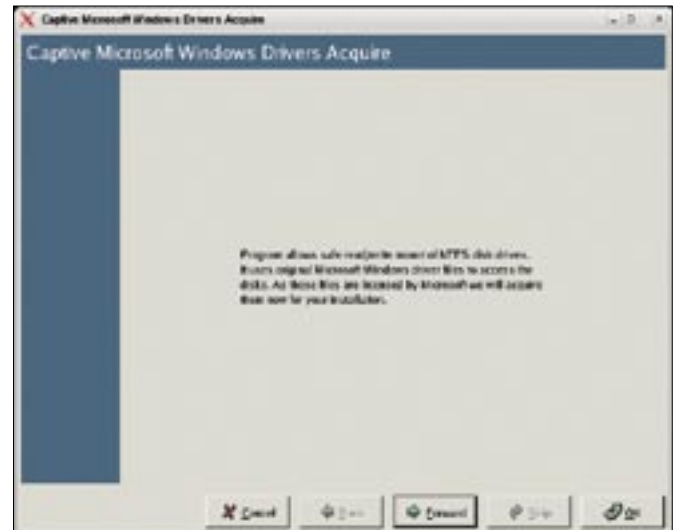 Captive Microsoft Windows Drivers Acquire
Captive Microsoft Windows Drivers Acquire
Program allows safe read/write mount of NTFS disk drives.
It uses original Microsoft Windows driver files to access the
disks. As these files are licensed by Microsoft we will acquire
them now for your installation.
Cancel
Forward